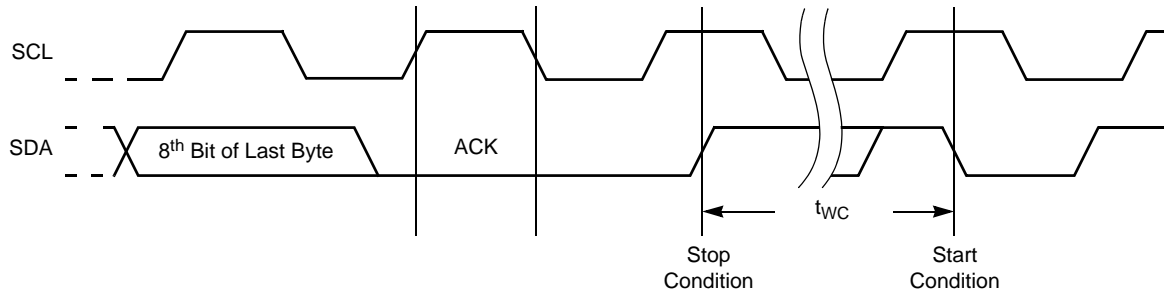 SCL
SDA
8th Bit of Last Byte
ACK
tWC
Stop
Condition
Start
Condition